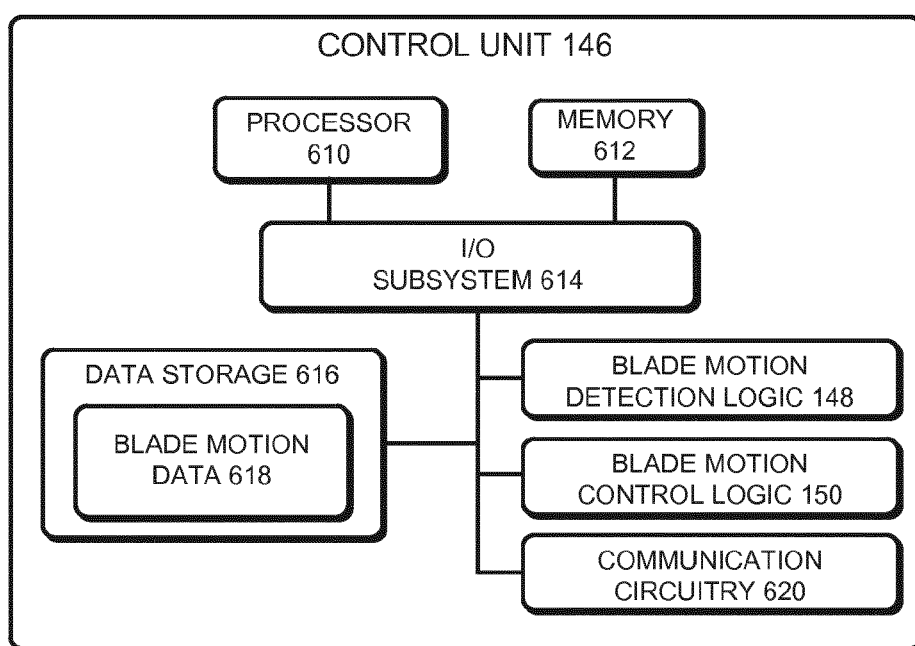 CONTROL UNIT 146
PROCESSOR
610
MEMORY
612
I/O
SUBSYSTEM 614
DATA STORAGE 616
BLADE MOTION
DATA 618
BLADE MOTION
DETECTION LOGIC 148
BLADE MOTION
CONTROL LOGIC 150
COMMUNICATION
CIRCUITRY 620